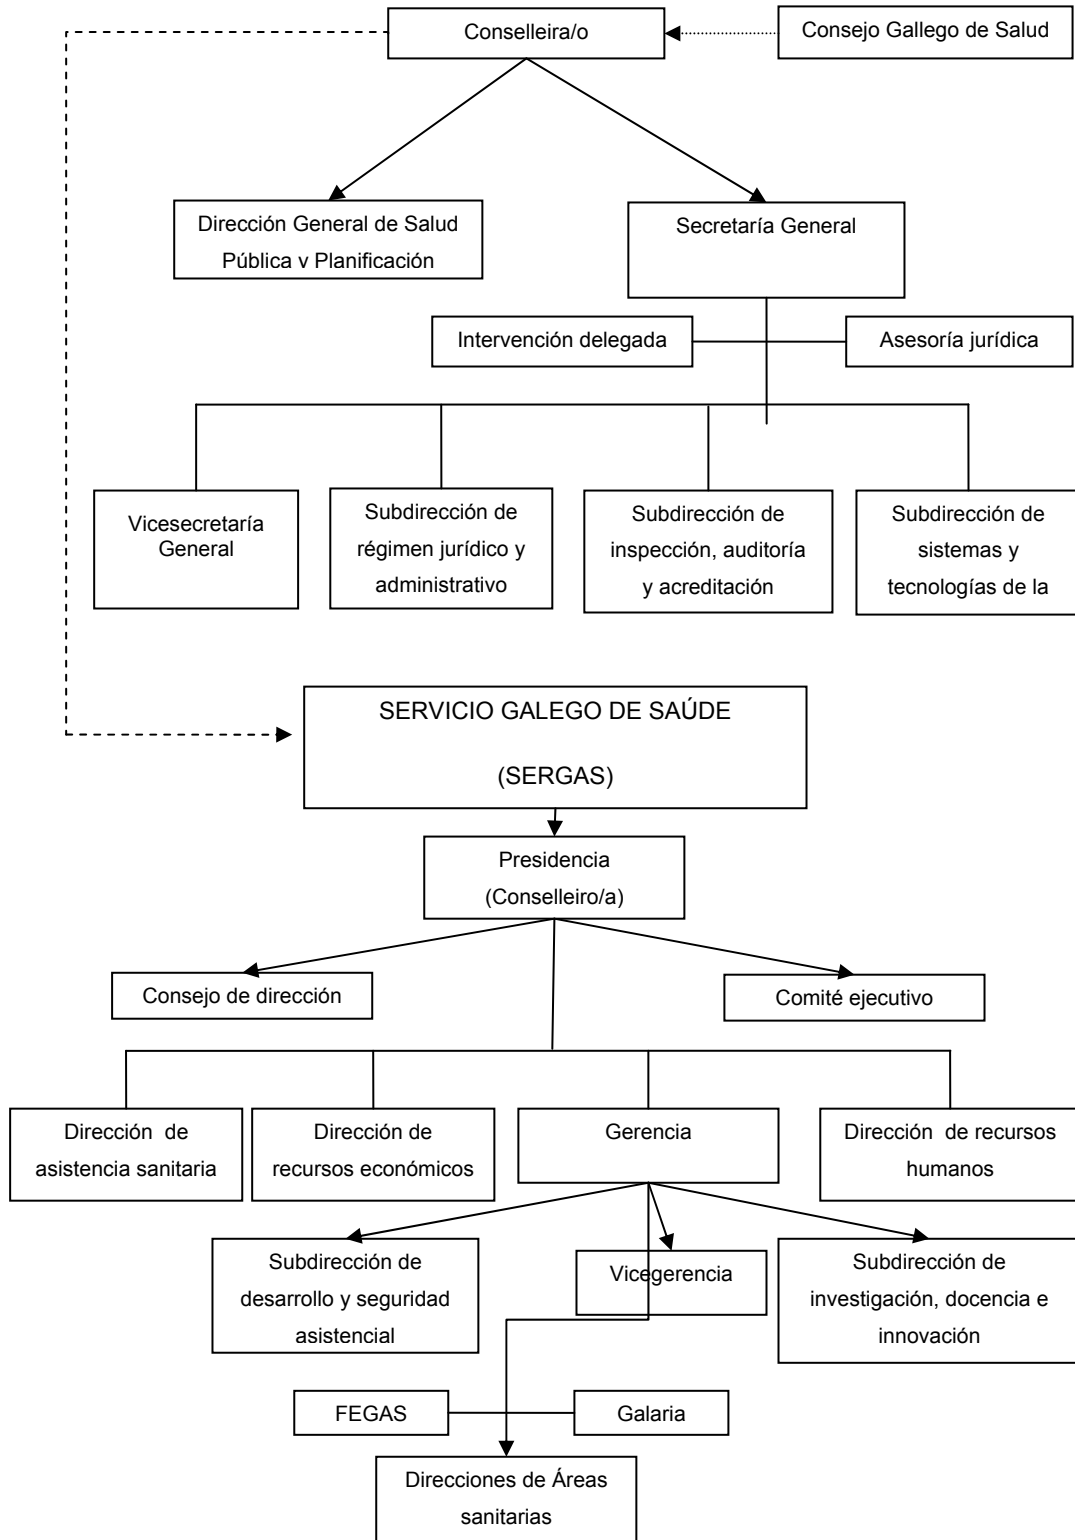 Conselleira/o
Consejo Gallego de Salud
Dirección General de Salud
Pública v Planificación
Secretaría General
Intervención delegada
Asesoría jurídica
Vicesecretaría
General
Subdirección de
régimen jurídico y
administrativo
Subdirección de
inspección, auditoría
y acreditación
Subdirección de
sistemas y
tecnologías de la
SERVICIO GALEGO DE SAÚDE
(SERGAS)
Presidencia
(Conselleiro/a)
Consejo de dirección
Comité ejecutivo
Dirección de
asistencia sanitaria
Dirección de
recursos económicos
Gerencia
Dirección de recursos
humanos
Subdirección de
desarrollo y seguridad
asistencial
Vicegerencia
Subdirección de
investigación, docencia e
innovación
FEGAS
Galaria
Direcciones de Áreas
sanitarias